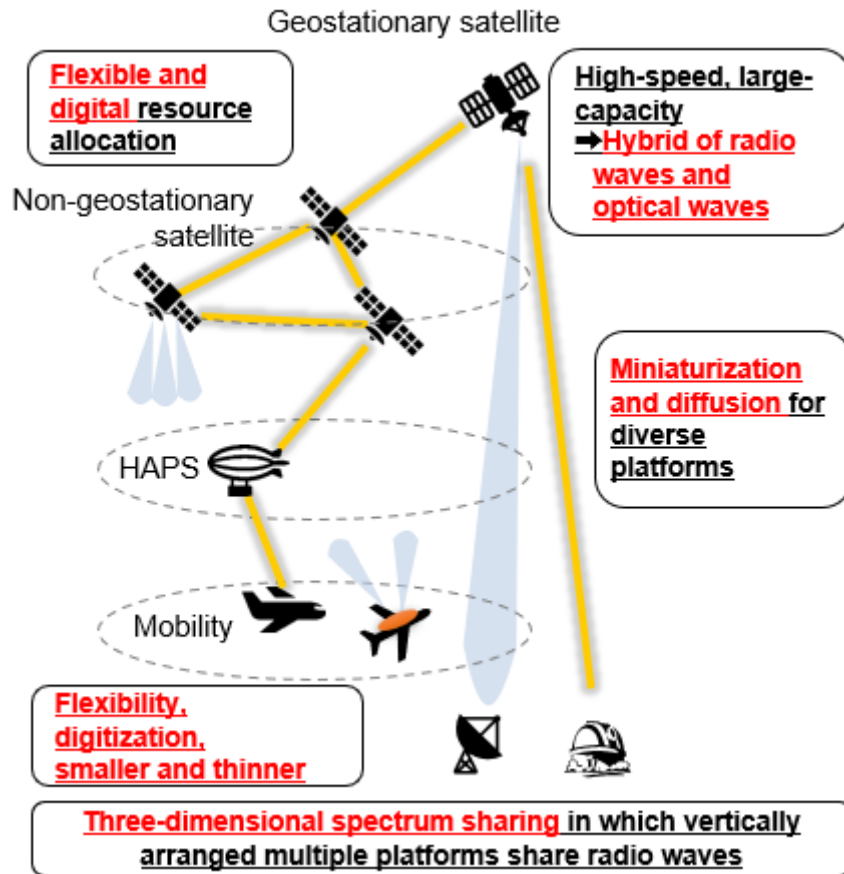 Geostationary satellite
Flexible and
digital resource
allocation
High-speed, large-
capacity
➡Hybrid of radio
waves and
optical waves
Non-geostationary
satellite
Miniaturization
and diffusion for
diverse
platforms
HAPS
Mobility
Flexibility,
digitization,
smaller and thinner
Three-dimensional spectrum sharing in which vertically
arranged multiple platforms share radio waves